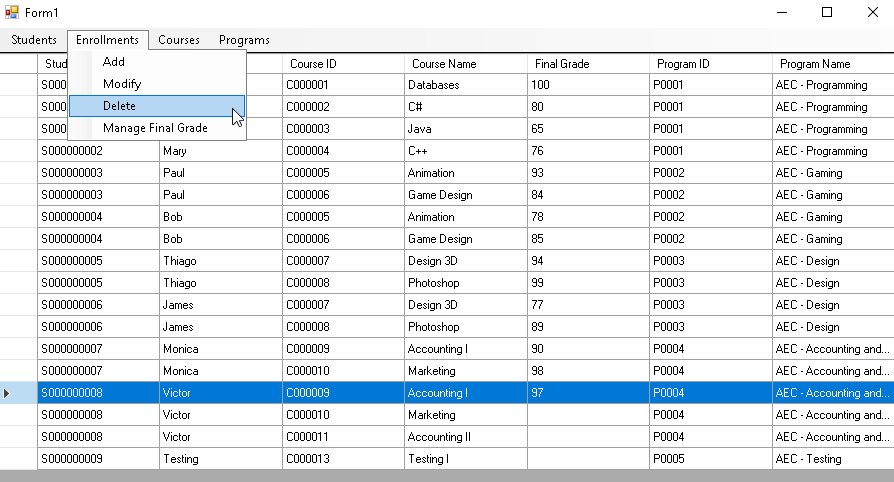 Form1
Students Enrollments Courses Programs
Add
Modify
Delete
Manage Final Grade
Course ID Course Name Final Grade Program ID Program Name
C000001 Databases 100 P0001 AEC - Programming
C000002 C# 80 P0001 AEC - Programming
C000003 Java 65 P0001 AEC - Programming
S000000002 Mary C000004 C++ 76 P0001 AEC - Programming
S000000003 Paul C000005 Animation 93 P0002 AEC - Gaming
S000000003 Paul C000006 Game Design 84 P0002 AEC - Gaming
S000000004 Bob C000005 Animation 78 P0002 AEC - Gaming
S000000004 Bob C000006 Game Design 85 P0002 AEC - Gaming
S000000005 Thiago C000007 Design 3D 94 P0003 AEC - Design
S000000005 Thiago C000008 Photoshop 99 P0003 AEC - Design
S000000006 James C000007 Design 3D 77 P0003 AEC - Design
S000000006 James C000008 Photoshop 89 P0003 AEC - Design
S000000007 Monica C000009 Accounting I 90 P0004 AEC - Accounting and...
S000000007 Monica C000010 Marketing 98 P0004 AEC - Accounting and...
S000000008 Victor C000009 Accounting I 97 P0004 AEC - Accounting and...
S000000008 Victor C000010 Marketing P0004 AEC - Accounting and...
S000000008 Victor C000011 Accounting II P0004 AEC - Accounting and...
S000000009 Testing C000013 Testing I P0005 AEC - Testing